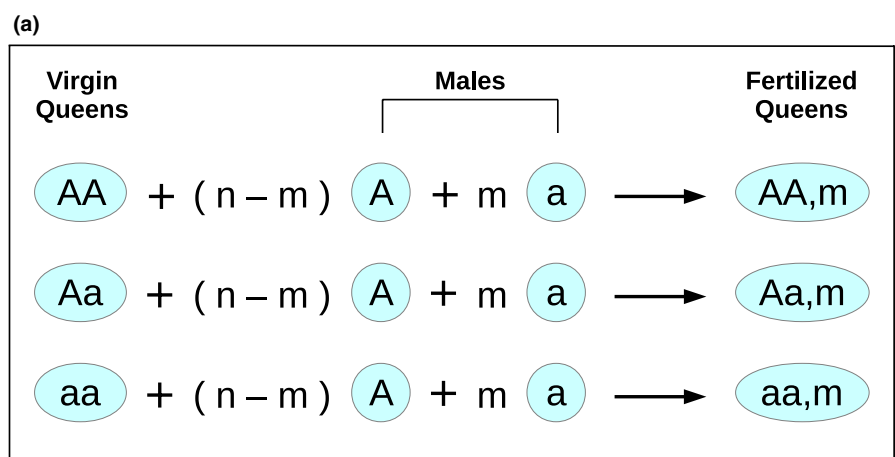 (a)
Virgin Queens Males Fertilized Queens
AA + ( n – m ) A + m a AA,m
Aa + ( n – m ) A + m a Aa,m
aa + ( n – m ) A + m a aa,m